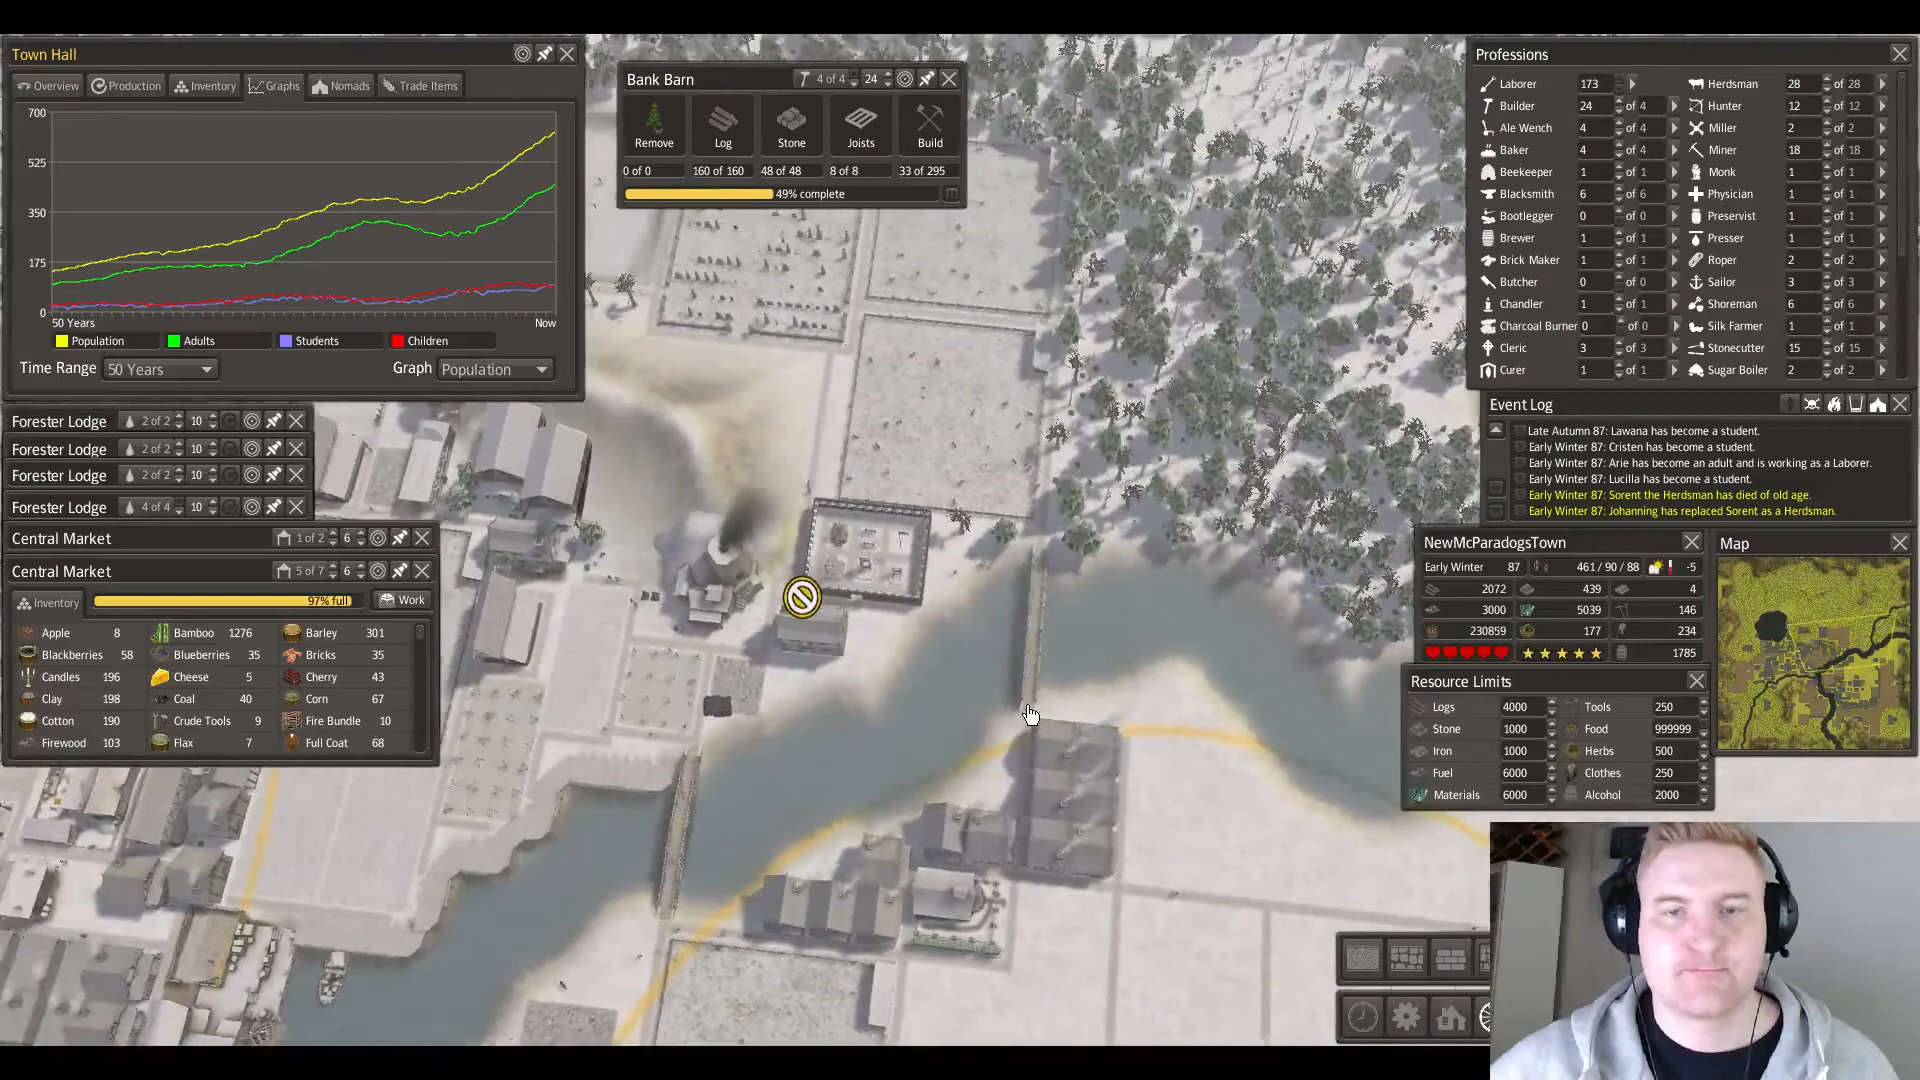 Town Hall
Overview Production Inventory Graphs Nomads Trade Items
700
525
350
175
0
50 Years Now
Population Adults Students Children
Time Range 50 Years Graph Population
Forester Lodge 2 of 2 10
Forester Lodge 2 of 2 10
Forester Lodge 2 of 2 10
Forester Lodge 4 of 4 10
Central Market 1 of 2 6
Central Market 5 of 7 6
Inventory 97% full Work
Apple 8 Bamboo 1276 Barley 301
Blackberries 58 Blueberries 35 Bricks 35
Candles 196 Cheese 5 Cherry 43
Clay 198 Coal 40 Corn 67
Cotton 190 Crude Tools 9 Fire Bundle 10
Firewood 103 Flax 7 Full Coat 68
Bank Barn 4 of 4 24
Remove Log Stone Joists Build
0 of 0 160 of 160 48 of 48 8 of 8 33 of 295
49% complete
Professions
Laborer 173 Herdsman 28 of 28
Builder 24 of 4 Hunter 12 of 12
Ale Wench 4 of 4 Miller 2 of 2
Baker 4 of 4 Miner 18 of 18
Beekeeper 1 of 1 Monk 1 of 1
Blacksmith 6 of 6 Physician 1 of 1
Bootlegger 0 of 0 Preservist 1 of 1
Brewer 1 of 1 Presser 1 of 1
Brick Maker 1 of 1 Roper 2 of 2
Butcher 0 of 0 Sailor 3 of 3
Chandler 1 of 1 Shoreman 6 of 6
Charcoal Burner 0 of 0 Silk Farmer 1 of 1
Cleric 3 of 3 Stonecutter 15 of 15
Curer 1 of 1 Sugar Boiler 2 of 2
Event Log
Late Autumn 87: Lawana has become a student.
Early Winter 87: Cristen has become a student.
Early Winter 87: Arie has become an adult and is working as a Laborer.
Early Winter 87: Lucilla has become a student.
Early Winter 87: Sorent the Herdsman has died of old age.
Early Winter 87: Johanning has replaced Sorent as a Herdsman.
NewMcParadogsTown
Early Winter 87 461 / 90 / 88 -5
2072 439 4
3000 5039 146
230859 177 234
1785
Map
Resource Limits
Logs 4000 Tools 250
Stone 1000 Food 999999
Iron 1000 Herbs 500
Fuel 6000 Clothes 250
Materials 6000 Alcohol 2000